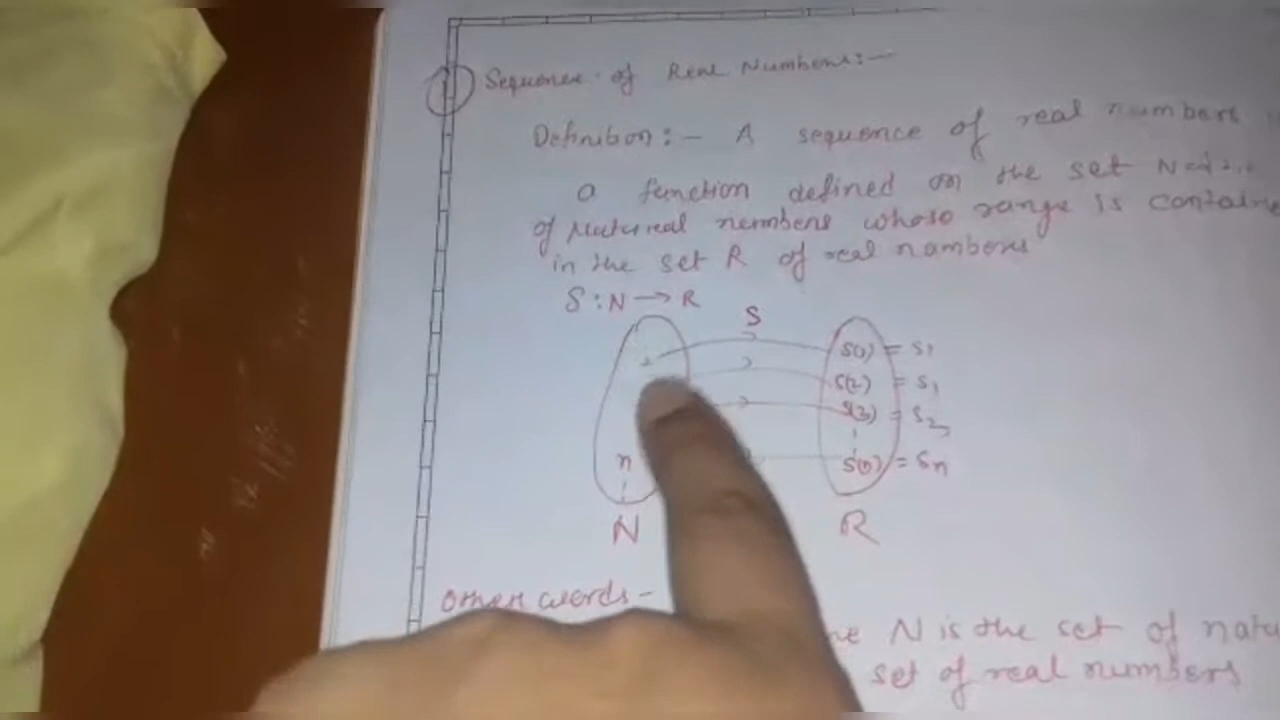 ① Sequence of Real Numbers:-
Definition:- A sequence of real numbers
a function defined on the set N
of Natural numbers whose range is contained
in the set R of real numbers
S:N→R
S
S(1) = S1
S(2) = S1
S(3) = S2
n S(n) = Sn
N R
other words-
N is the set of natu
set of real numbers